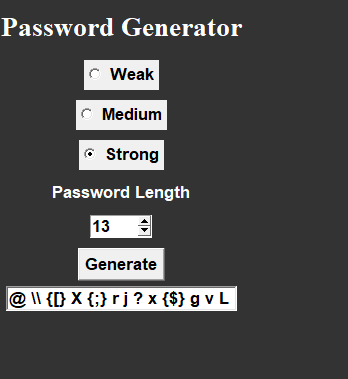 Password Generator
Weak
Medium
Strong
Password Length
13
Generate
@ \\ {[} X {;} r j ? x {$} g v L